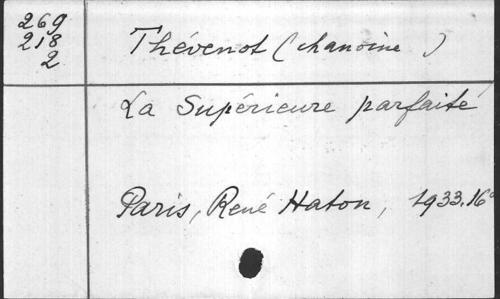 269
218
2
Thévenot (chanoine )
La Supérieure parfaite
Paris, René Haton, 1933, 16°